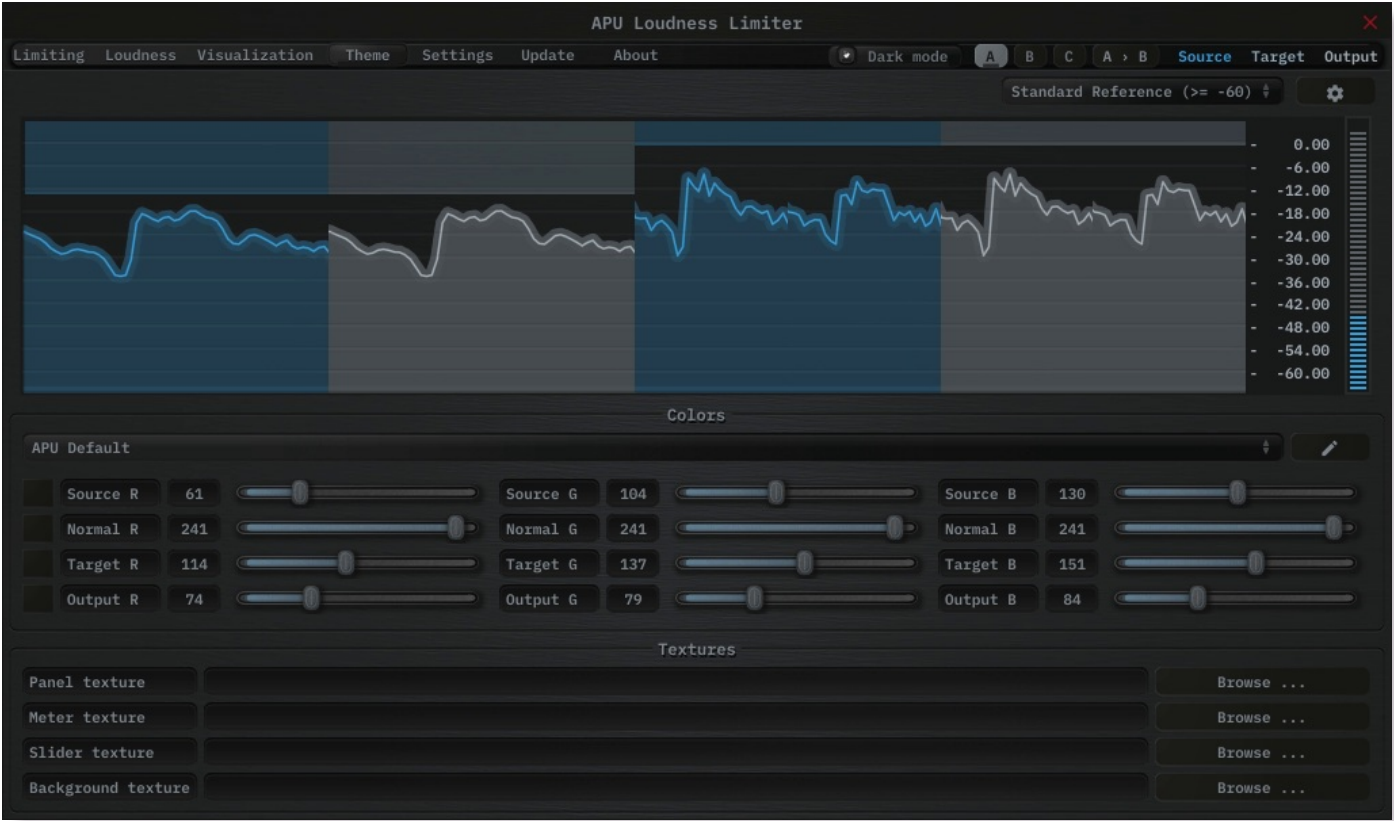 APU Loudness Limiter
Limiting Loudness Visualization Theme Settings Update About Dark mode A B C A › B Source Target Output
Standard Reference (>= -60)
- 0.00
- -6.00
- -12.00
- -18.00
- -24.00
- -30.00
- -36.00
- -42.00
- -48.00
- -54.00
- -60.00
Colors
APU Default
Source R 61 Source G 104 Source B 130
Normal R 241 Normal G 241 Normal B 241
Target R 114 Target G 137 Target B 151
Output R 74 Output G 79 Output B 84
Textures
Panel texture Browse ...
Meter texture Browse ...
Slider texture Browse ...
Background texture Browse ...